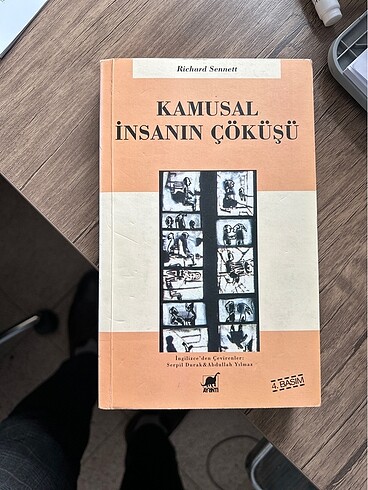 Richard Sennett
KAMUSAL
İNSANIN ÇÖKÜŞÜ
İngilizce'den Çevirenler:
Serpil Durak&Abdullah Yılmaz
AYRINTI
4. BASIM